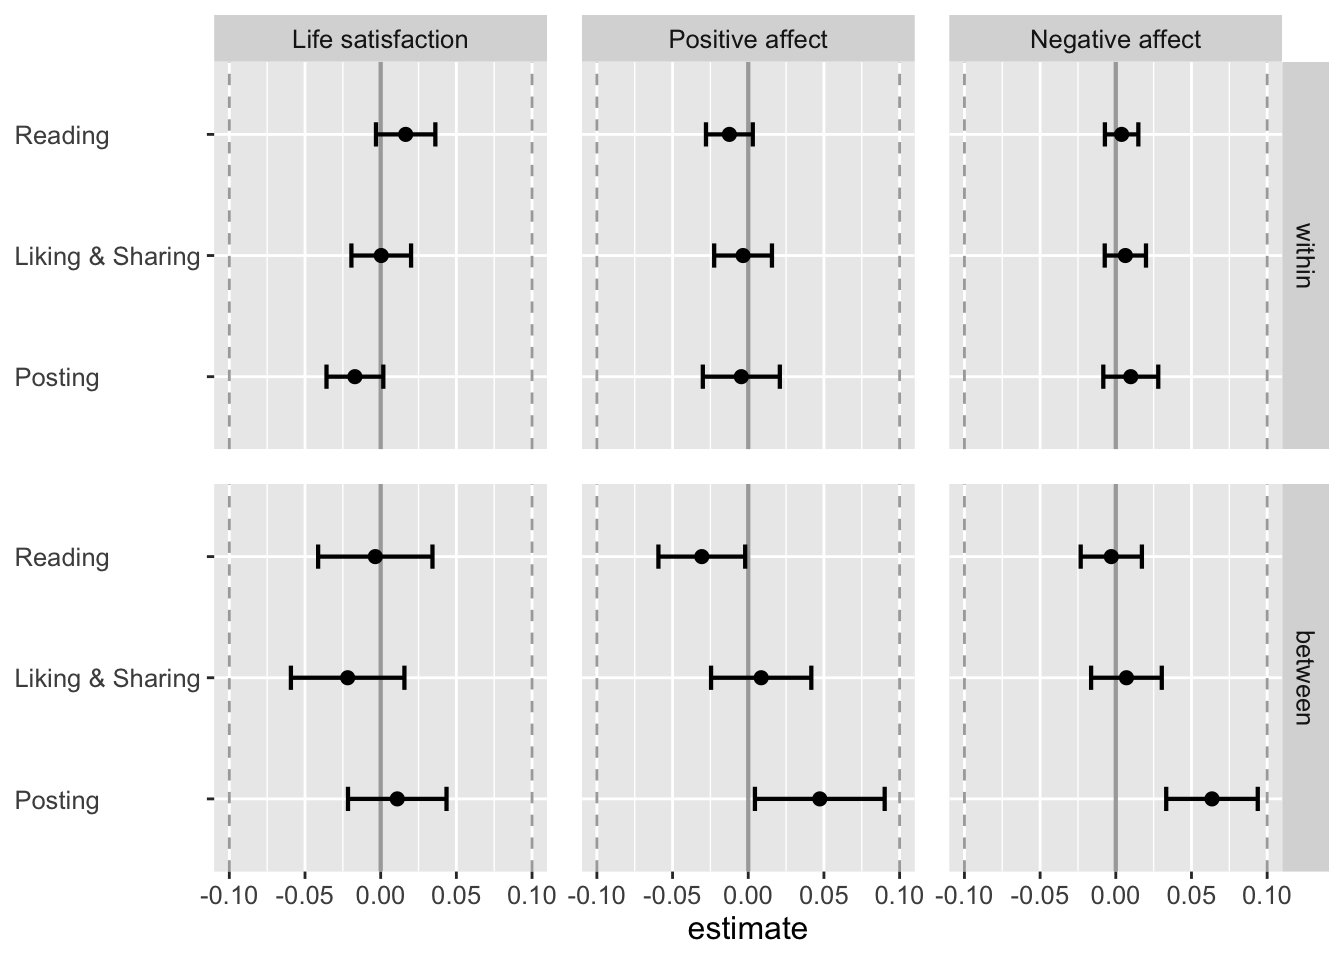 Life satisfaction
Positive affect
Negative affect
Reading
Liking & Sharing
Posting
within
Reading
Liking & Sharing
Posting
between
-0.10 -0.05 0.00 0.05 0.10
-0.10 -0.05 0.00 0.05 0.10
-0.10 -0.05 0.00 0.05 0.10
estimate